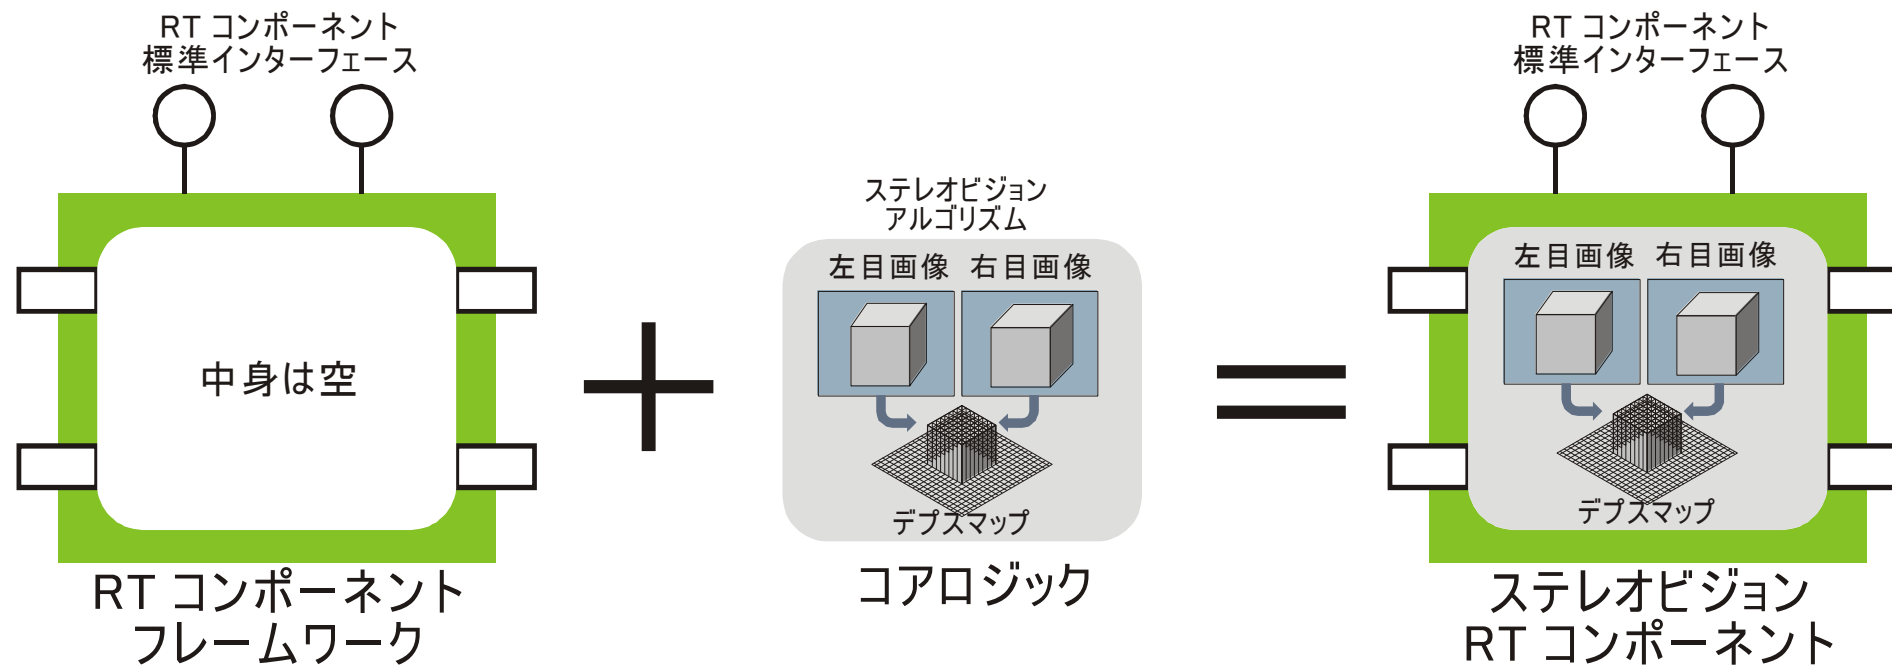 RT コンポーネント
標準インターフェース
中身は空
RT コンポーネント
フレームワーク
ステレオビジョン
アルゴリズム
左目画像 右目画像
デプスマップ
コアロジック
RT コンポーネント
標準インターフェース
左目画像 右目画像
デプスマップ
ステレオビジョン
RT コンポーネント